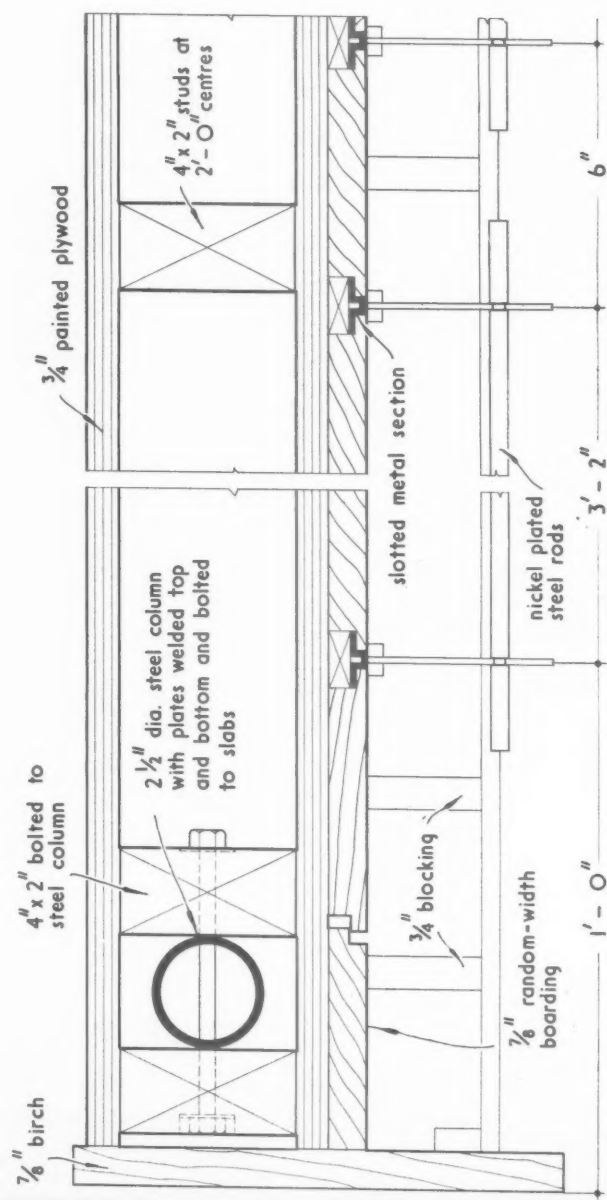 7/8" birch
4" x 2" bolted to
steel column
3/4" painted plywood
2 1/2" dia. steel column
with plates welded top
and bottom and bolted
to slabs
4" x 2" studs at
2'-0" centres
slotted metal section
3/4" blocking
7/8" random-width
boarding
nickel plated
steel rods
1'-0"
3'-2"
6"